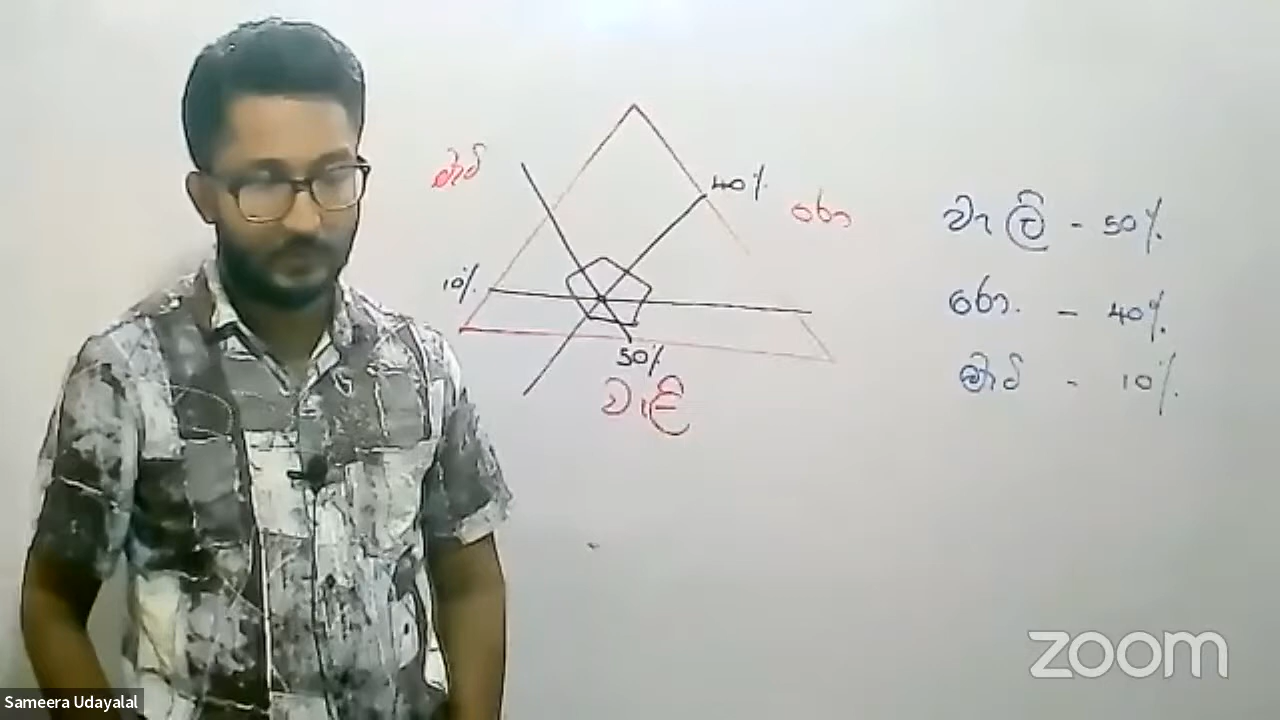 මැටි
40%
රොන
10%
50%
වැලි
වැලි - 50%
රොන. - 40%
මැටි - 10%
zoom
Sameera Udayalal